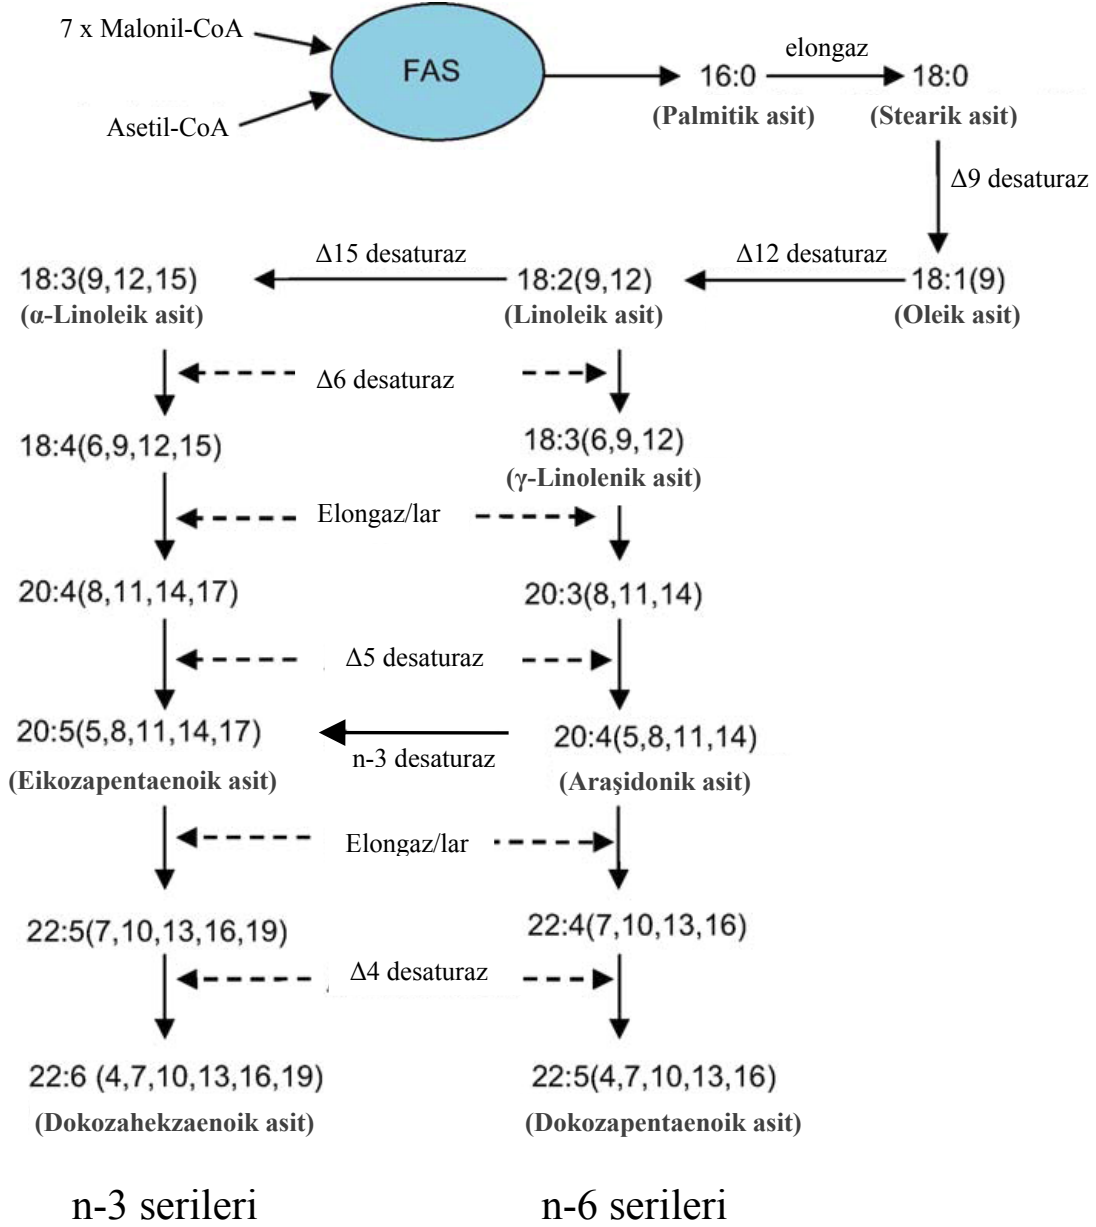 7 x Malonil-CoA
FAS
Asetil-CoA
elongaz
16:0
18:0
(Palmitik asit)
(Stearik asit)
Δ9 desaturaz
Δ15 desaturaz
Δ12 desaturaz
18:3(9,12,15)
18:2(9,12)
18:1(9)
(α-Linoleik asit)
(Linoleik asit)
(Oleik asit)
Δ6 desaturaz
18:4(6,9,12,15)
18:3(6,9,12)
(γ-Linolenik asit)
Elongaz/lar
20:4(8,11,14,17)
20:3(8,11,14)
Δ5 desaturaz
20:5(5,8,11,14,17)
20:4(5,8,11,14)
n-3 desaturaz
(Eikozapentaenoik asit)
(Araşidonik asit)
Elongaz/lar
22:5(7,10,13,16,19)
22:4(7,10,13,16)
Δ4 desaturaz
22:6 (4,7,10,13,16,19)
22:5(4,7,10,13,16)
(Dokozahekzaenoik asit)
(Dokozapentaenoik asit)
n-3 serileri
n-6 serileri